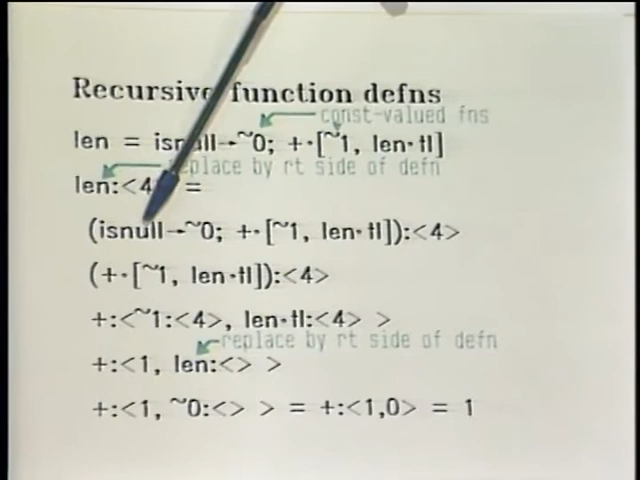 Recursive function defns
const-valued fns
len = isnull→~0; +·[~1, len·tl]
replace by rt side of defn
len:<4> =
(isnull→~0; +·[~1, len·tl]):<4>
(+·[~1, len·tl]):<4>
+:<~1:<4>, len·tl:<4> >
replace by rt side of defn
+:<1, len:<> >
+:<1, ~0:<> > = +:<1,0> = 1